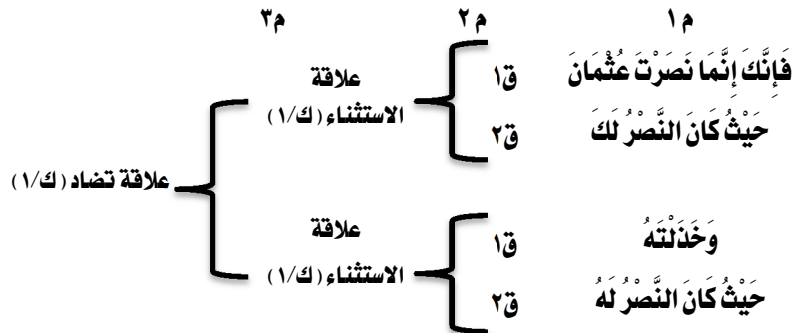 م١ م٢ م٣
فَإِنَّكَ إِنَّمَا نَصَرْتَ عُثْمَانَ ق١ علاقة
حَيْثُ كَانَ النَّصْرُ لَكَ ق٢ الاستثناء (ك/١)
علاقة تضاد (ك/١)
وَخَذَلْتَهُ ق١ علاقة
حَيْثُ كَانَ النَّصْرُ لَهُ ق٢ الاستثناء (ك/١)